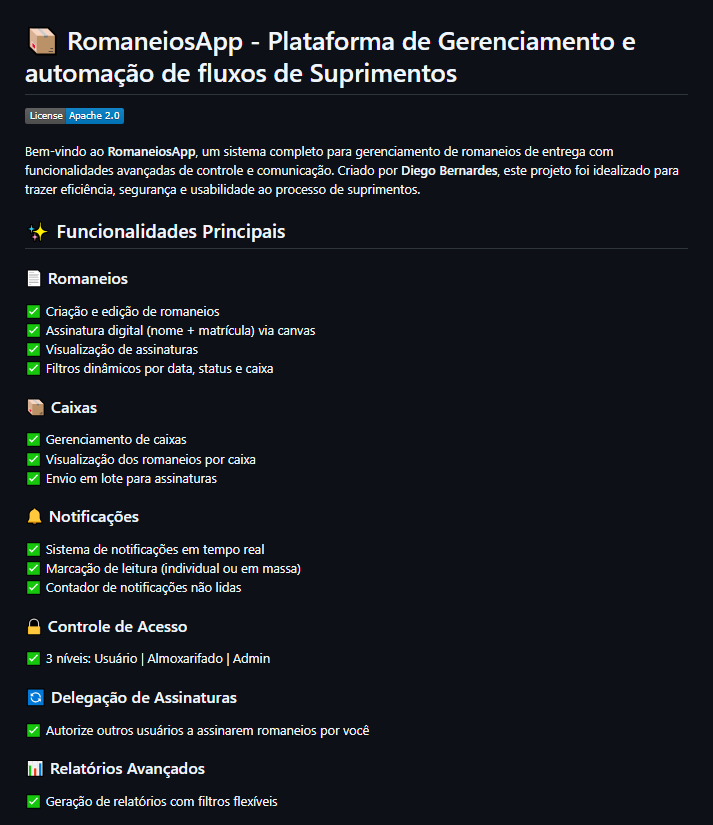 📦 RomaneiosApp - Plataforma de Gerenciamento e
automação de fluxos de Suprimentos
License Apache 2.0
Bem-vindo ao RomaneiosApp, um sistema completo para gerenciamento de romaneios de entrega com
funcionalidades avançadas de controle e comunicação. Criado por Diego Bernardes, este projeto foi idealizado para
trazer eficiência, segurança e usabilidade ao processo de suprimentos.
✨ Funcionalidades Principais
📄 Romaneios
✅ Criação e edição de romaneios
✅ Assinatura digital (nome + matrícula) via canvas
✅ Visualização de assinaturas
✅ Filtros dinâmicos por data, status e caixa
📦 Caixas
✅ Gerenciamento de caixas
✅ Visualização dos romaneios por caixa
✅ Envio em lote para assinaturas
🔔 Notificações
✅ Sistema de notificações em tempo real
✅ Marcação de leitura (individual ou em massa)
✅ Contador de notificações não lidas
🔒 Controle de Acesso
✅ 3 níveis: Usuário | Almoxarifado | Admin
🔄 Delegação de Assinaturas
✅ Autorize outros usuários a assinarem romaneios por você
📊 Relatórios Avançados
✅ Geração de relatórios com filtros flexíveis